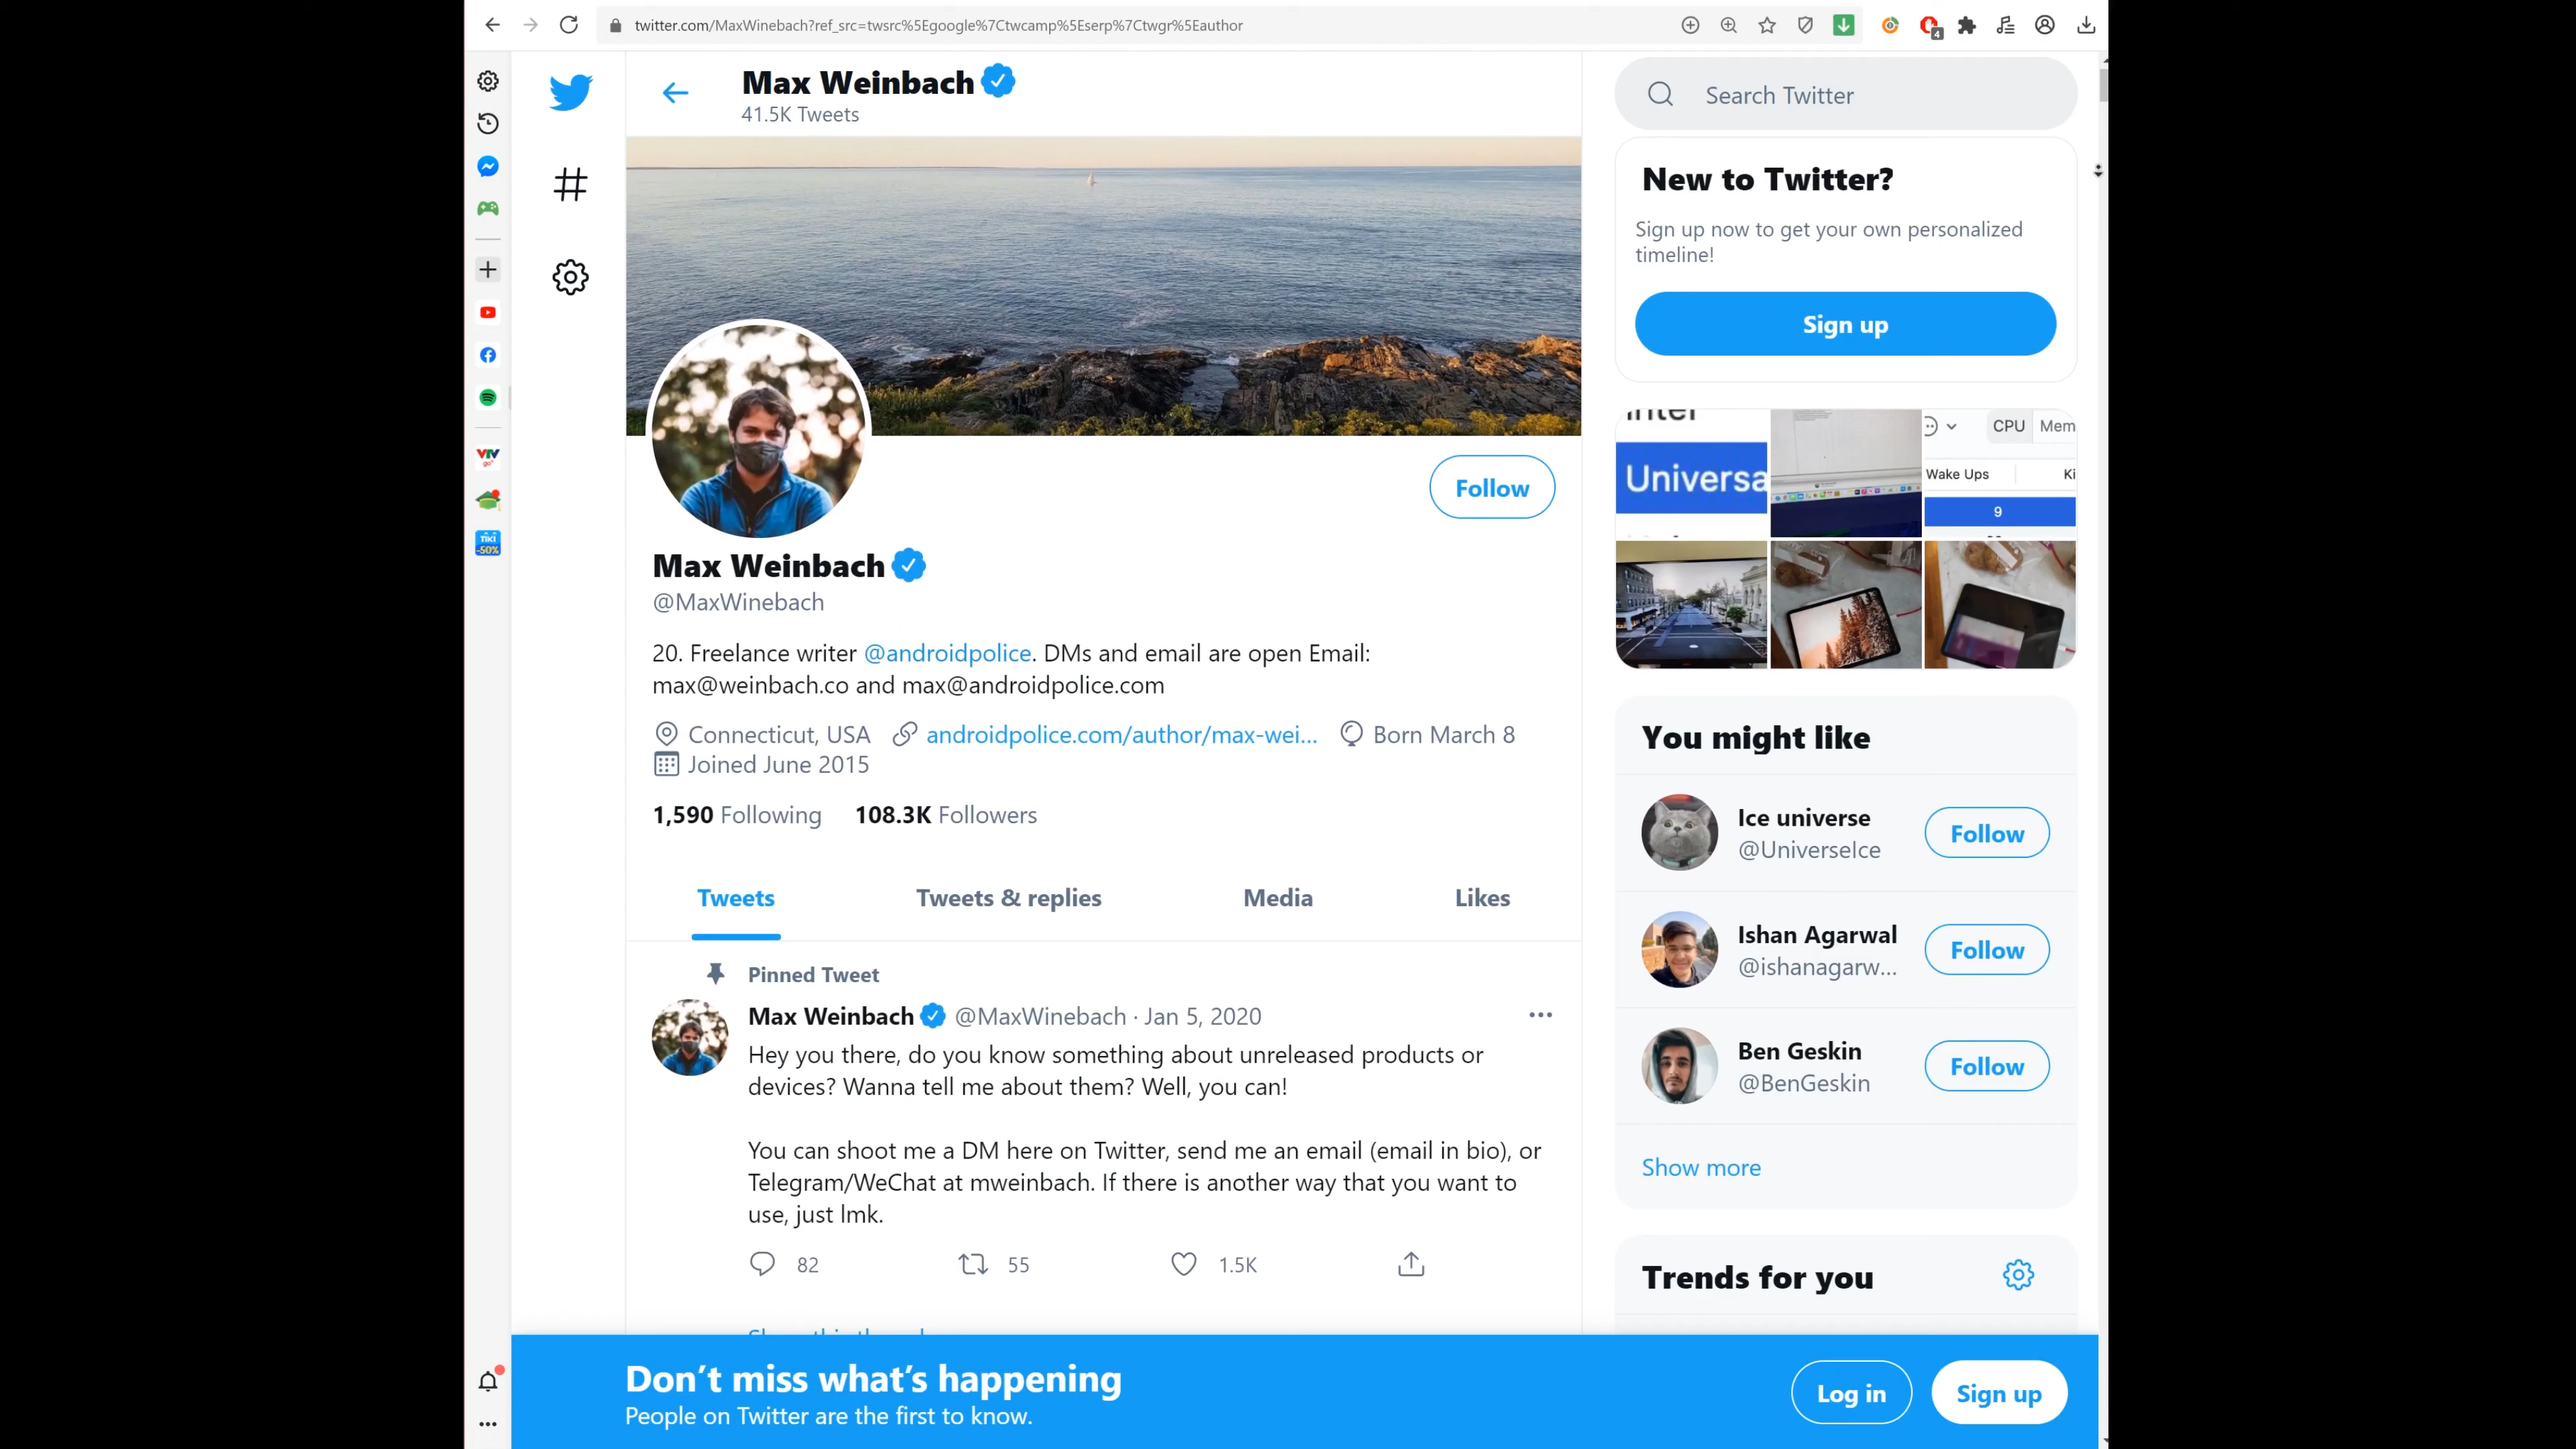 twitter.com/MaxWinebach?ref_src=twsrc%5Egoogle%7Ctwcamp%5Eserp%7Ctwgr%5Eauthor
4
Max Weinbach
41.5K Tweets
Follow
Max Weinbach
@MaxWinebach
20. Freelance writer @androidpolice. DMs and email are open Email:
max@weinbach.co and max@androidpolice.com
Connecticut, USA androidpolice.com/author/max-wei... Born March 8
Joined June 2015
1,590 Following 108.3K Followers
Tweets Tweets & replies Media Likes
Pinned Tweet
Max Weinbach @MaxWinebach · Jan 5, 2020
Hey you there, do you know something about unreleased products or
devices? Wanna tell me about them? Well, you can!
You can shoot me a DM here on Twitter, send me an email (email in bio), or
Telegram/WeChat at mweinbach. If there is another way that you want to
use, just lmk.
82 55 1.5K
Search Twitter
New to Twitter?
Sign up now to get your own personalized
timeline!
Sign up
Universa
CPU Mem
Wake Ups Ki
9
You might like
Ice universe
@UniverseIce
Follow
Ishan Agarwal
@ishanagarw...
Follow
Ben Geskin
@BenGeskin
Follow
Show more
Trends for you
VTV
go
TIKI
-50%
Don't miss what's happening
People on Twitter are the first to know.
Log in Sign up